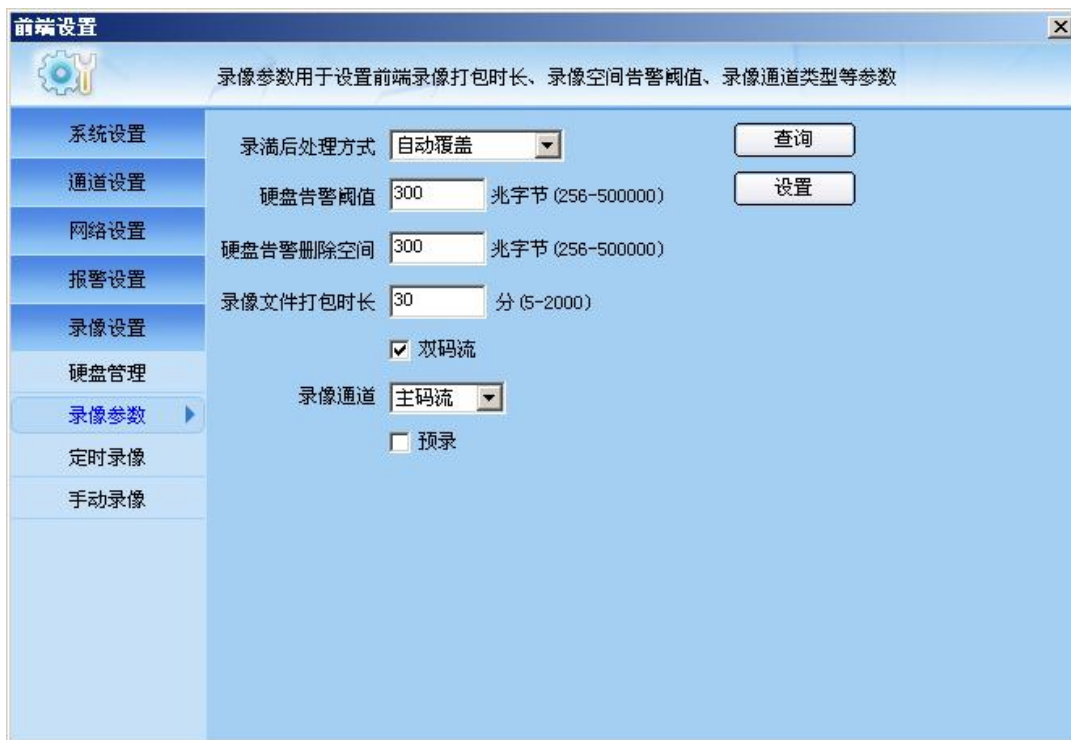 前端设置
录像参数用于设置前端录像打包时长、录像空间告警阀值、录像通道类型等参数
系统设置
通道设置
网络设置
报警设置
录像设置
硬盘管理
录像参数
定时录像
手动录像
录满后处理方式 自动覆盖 查询
硬盘告警阀值 300 兆字节(256-500000) 设置
硬盘告警删除空间 300 兆字节(256-500000)
录像文件打包时长 30 分(5-2000)
双码流
录像通道 主码流
预录